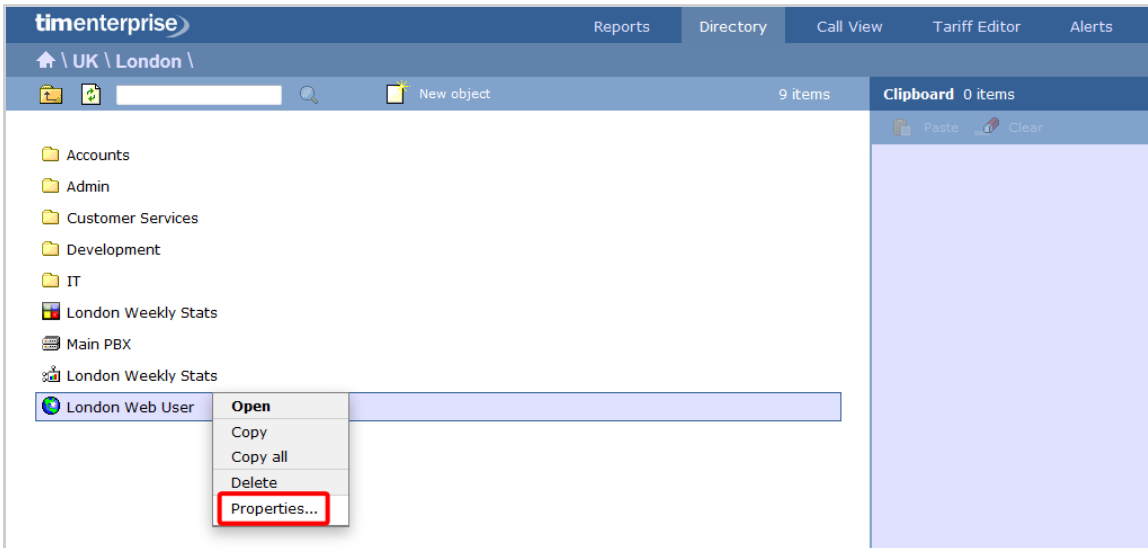 timenterprise
Reports Directory Call View Tariff Editor Alerts
\ UK \ London \
New object 9 items Clipboard 0 items
Paste Clear
Accounts
Admin
Customer Services
Development
IT
London Weekly Stats
Main PBX
London Weekly Stats
London Web User
Open
Copy
Copy all
Delete
Properties...